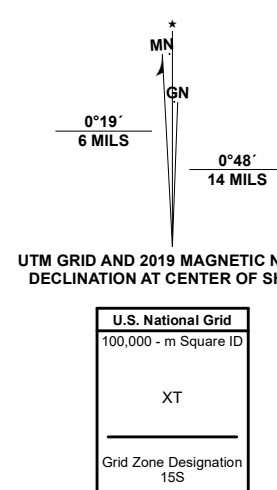 ★
MN
GN
0°19´
6 MILS
0°48´
14 MILS
UTM GRID AND 2019 MAGNETIC N
DECLINATION AT CENTER OF SH
U.S. National Grid
100,000 - m Square ID
XT
Grid Zone Designation
15S